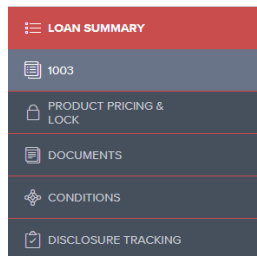 LOAN SUMMARY
1003
PRODUCT PRICING &
LOCK
DOCUMENTS
CONDITIONS
DISCLOSURE TRACKING